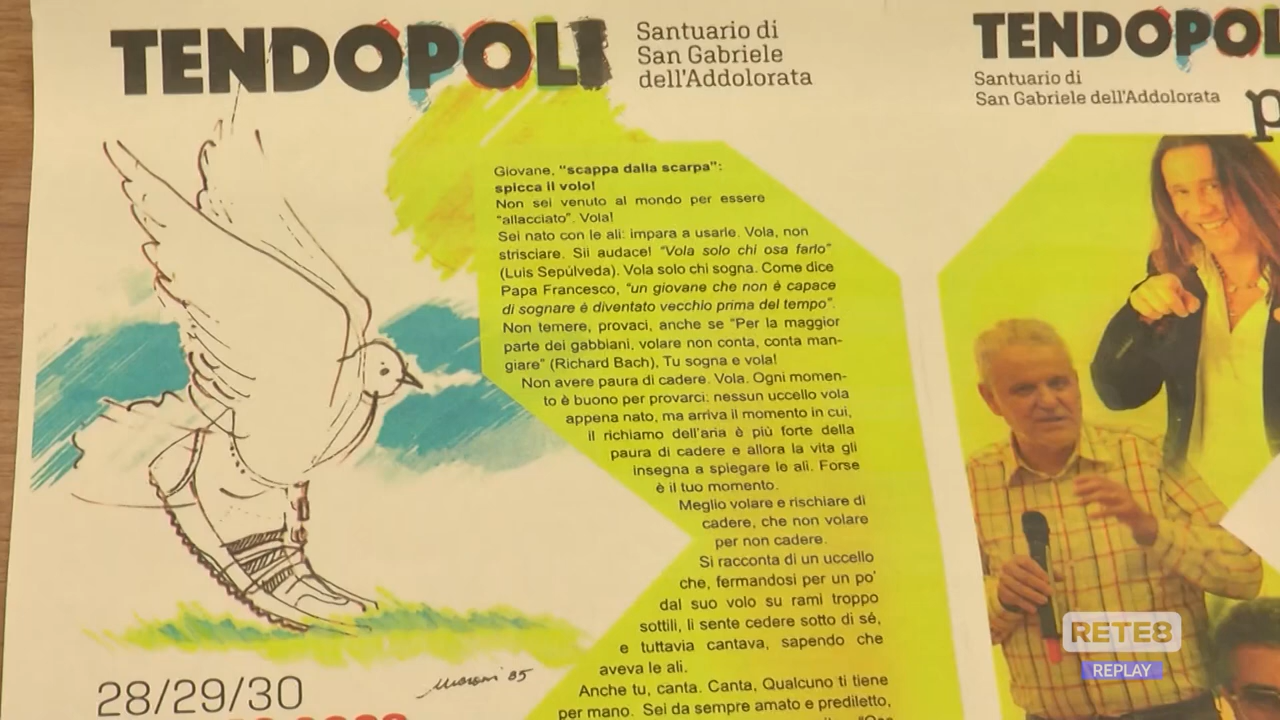 TENDOPOLI
Santuario di
San Gabriele
dell'Addolorata
Giovane, "scappa dalla scarpa":
spicca il volo!
Non sei venuto al mondo per essere
"allacciato". Vola!
Sei nato con le ali: impara a usarle. Vola, non
strisciare. Sii audace! "Vola solo chi osa farlo"
(Luis Sepúlveda). Vola solo chi sogna. Come dice
Papa Francesco, "un giovane che non è capace
di sognare è diventato vecchio prima del tempo".
Non temere, provaci, anche se "Per la maggior
parte dei gabbiani, volare non conta, conta man-
giare" (Richard Bach), Tu sogna e vola!
Non avere paura di cadere. Vola. Ogni momen-
to è buono per provarci: nessun uccello vola
appena nato, ma arriva il momento in cui,
il richiamo dell'aria è più forte della
paura di cadere e allora la vita gli
insegna a spiegare le ali. Forse
è il tuo momento.
Meglio volare e rischiare di
cadere, che non volare
per non cadere.
Si racconta di un uccello
che, fermandosi per un po'
dal suo volo su rami troppo
sottili, li sente cedere sotto di sé,
e tuttavia cantava, sapendo che
aveva le ali.
Anche tu, canta. Canta, Qualcuno ti tiene
per mano. Sei da sempre amato e prediletto,
28/29/30
TENDOPOL
Santuario di
San Gabriele dell'Addolorata
p
RETE8
REPLAY